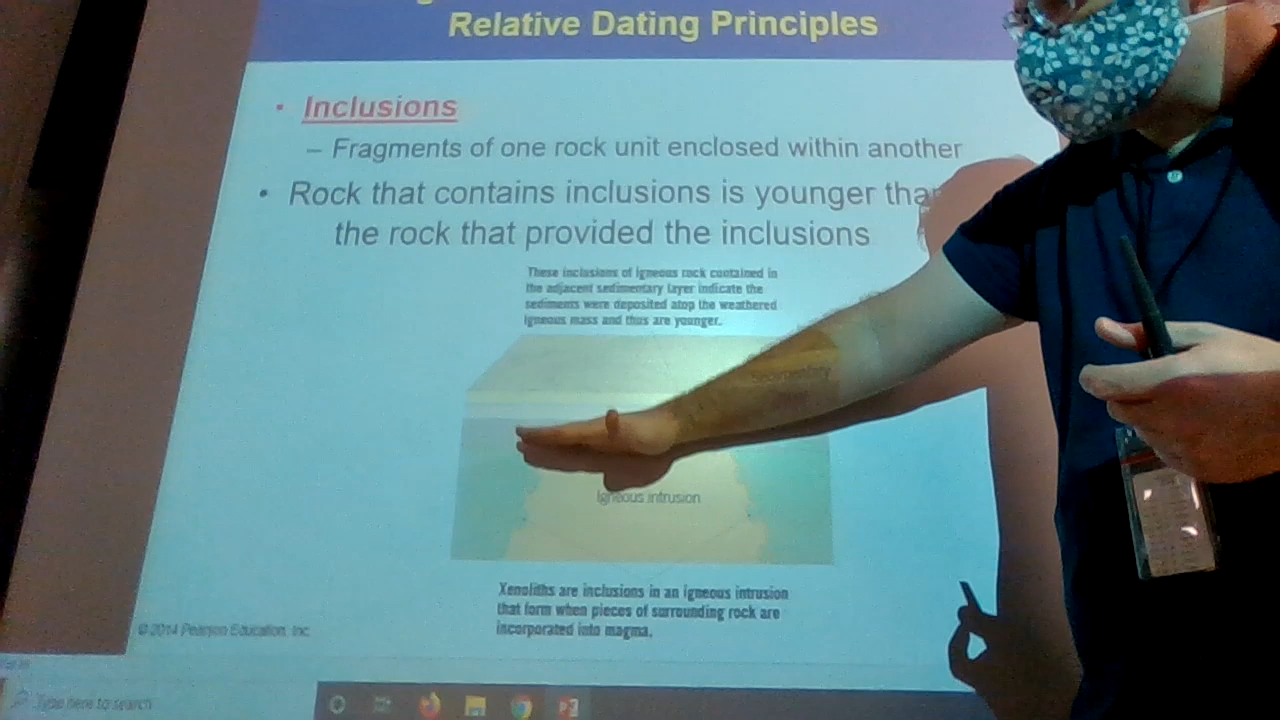 Relative Dating Principles
• Inclusions
– Fragments of one rock unit enclosed within another
• Rock that contains inclusions is younger than
the rock that provided the inclusions
These inclusions of igneous rock contained in
the adjacent sedimentary layer indicate the
sediments were deposited atop the weathered
igneous mass and thus are younger.
Sedimentary
Igneous intrusion
Xenoliths are inclusions in an igneous intrusion
that form when pieces of surrounding rock are
incorporated into magma.
© 2014 Pearson Education, Inc.
Type here to search